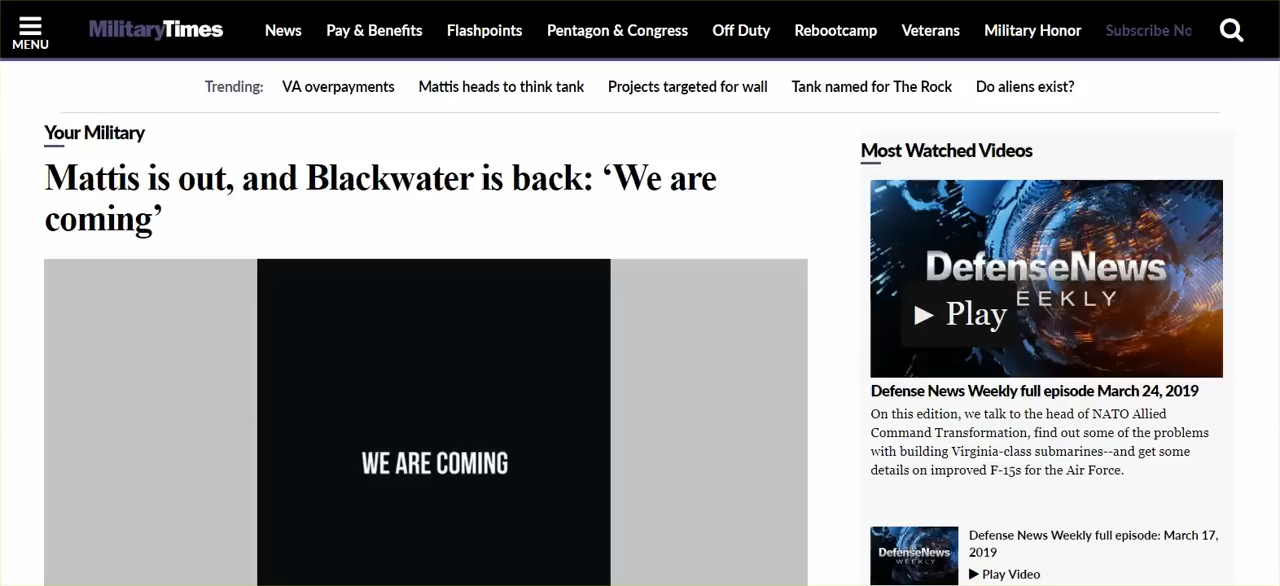 MENU
MilitaryTimes
News Pay & Benefits Flashpoints Pentagon & Congress Off Duty Rebootcamp Veterans Military Honor Subscribe No
Trending: VA overpayments Mattis heads to think tank Projects targeted for wall Tank named for The Rock Do aliens exist?
Your Military
Mattis is out, and Blackwater is back: ‘We are
coming’
WE ARE COMING
Most Watched Videos
DefenseNews
EEKLY
Play
Defense News Weekly full episode March 24, 2019
On this edition, we talk to the head of NATO Allied
Command Transformation, find out some of the problems
with building Virginia-class submarines--and get some
details on improved F-15s for the Air Force.
DefenseNews
WEEKLY
Defense News Weekly full episode: March 17,
2019
Play Video